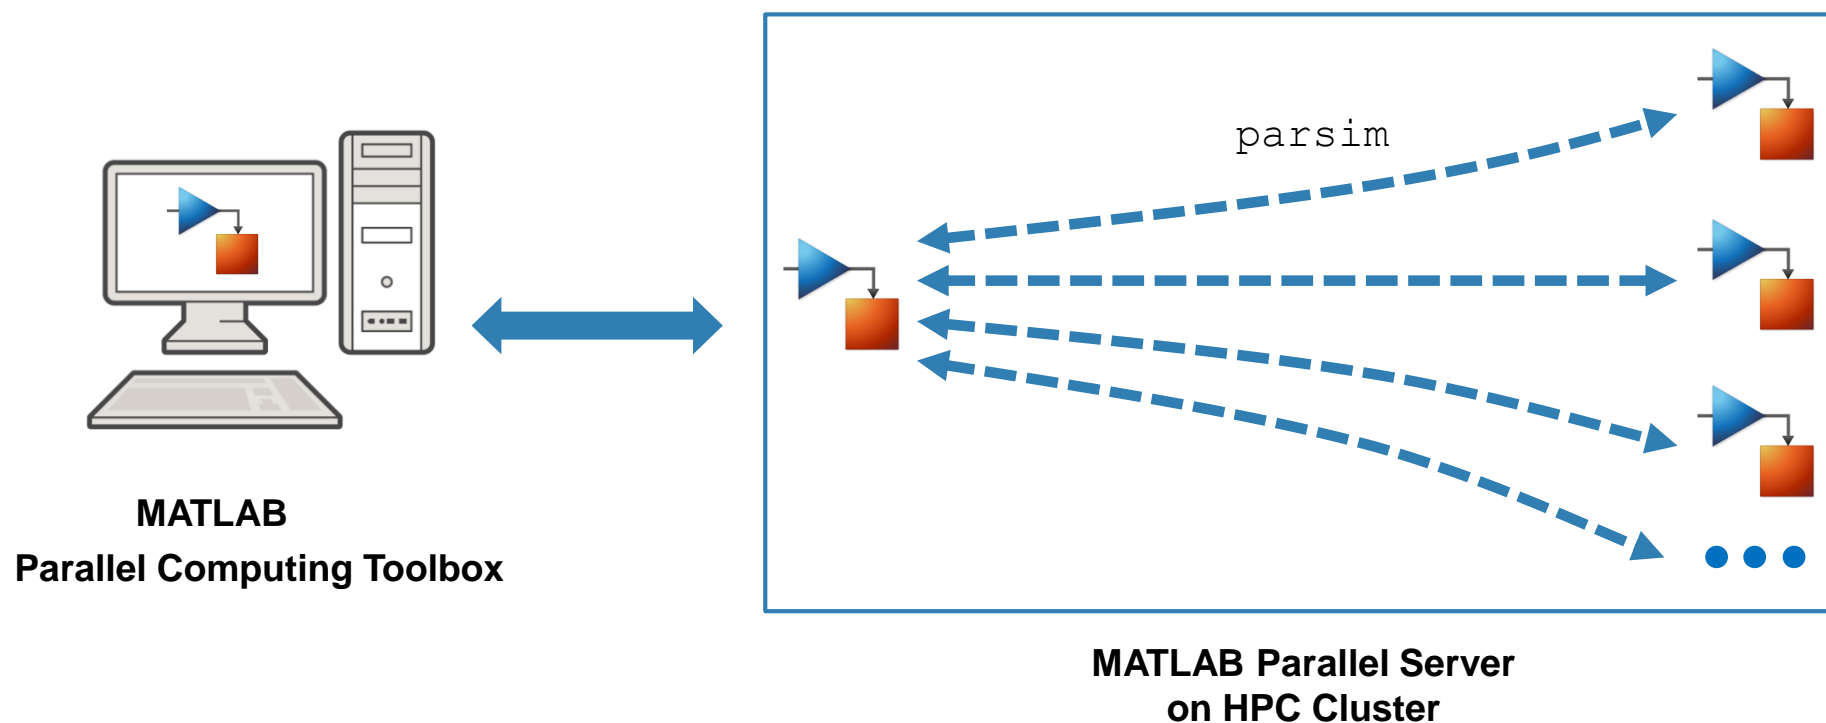 parsim
MATLAB
Parallel Computing Toolbox
MATLAB Parallel Server
on HPC Cluster